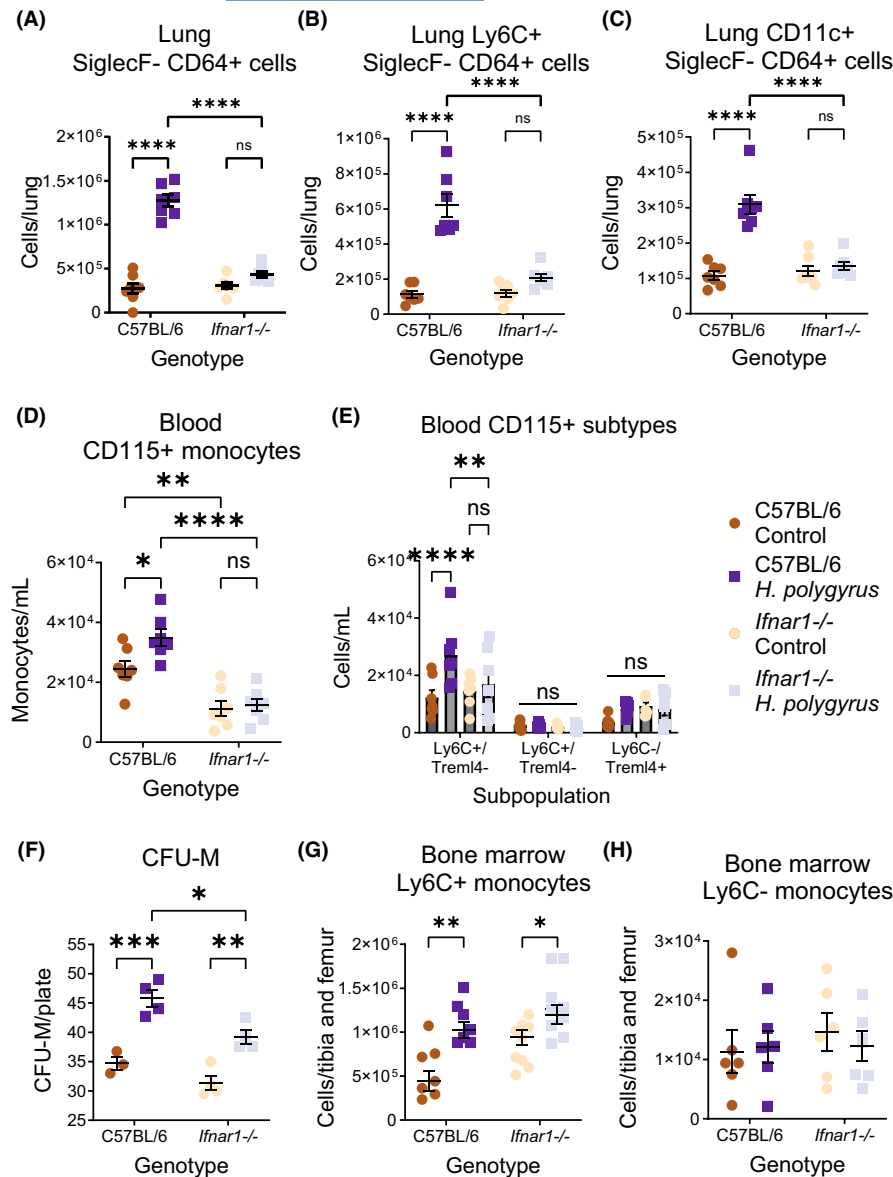 (A)
Lung
SiglecF- CD64+ cells
****
****
ns
2×10⁶
1.5×10⁶
1×10⁶
5×10⁵
0
Cells/lung
C57BL/6
Ifnar1-/-
Genotype
(B)
Lung Ly6C+
SiglecF- CD64+ cells
****
****
ns
1×10⁶
8×10⁵
6×10⁵
4×10⁵
2×10⁵
0
Cells/lung
C57BL/6
Ifnar1-/-
Genotype
(C)
Lung CD11c+
SiglecF- CD64+ cells
****
****
ns
5×10⁵
4×10⁵
3×10⁵
2×10⁵
1×10⁵
0
Cells/lung
C57BL/6
Ifnar1-/-
Genotype
(D)
Blood
CD115+ monocytes
**
****
*
ns
6×10⁴
4×10⁴
2×10⁴
0
Monocytes/mL
C57BL/6
Ifnar1-/-
Genotype
(E)
Blood CD115+ subtypes
**
ns
****
ns
ns
6×10⁴
4×10⁴
2×10⁴
0
Cells/mL
Ly6C+/
Treml4-
Ly6C+/
Treml4-
Ly6C-/
Treml4+
Subpopulation
C57BL/6
Control
C57BL/6
H. polygyrus
Ifnar1-/-
Control
Ifnar1-/-
H. polygyrus
(F)
CFU-M
*
***
**
55
50
45
40
35
30
25
CFU-M/plate
C57BL/6
Ifnar1-/-
Genotype
(G)
Bone marrow
Ly6C+ monocytes
**
*
2×10⁶
1.5×10⁶
1×10⁶
5×10⁵
0
Cells/tibia and femur
C57BL/6
Ifnar1-/-
Genotype
(H)
Bone marrow
Ly6C- monocytes
3×10⁴
2×10⁴
1×10⁴
0
Cells/tibia and femur
C57BL/6
Ifnar1-/-
Genotype